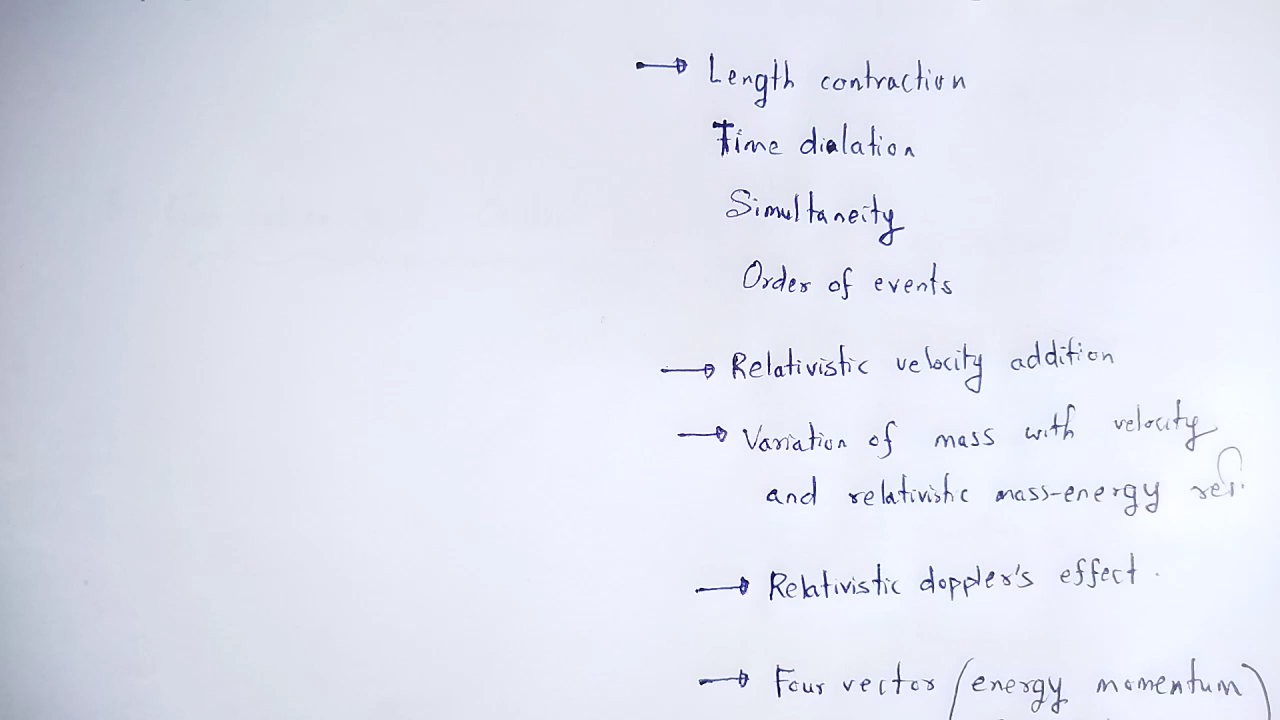 Length contraction
Time dialation
Simultaneity
Order of events
Relativistic velocity addition
Variation of mass with velocity
and relativistic mass-energy rel.
Relativistic doppler's effect.
Four vector (energy momentum)